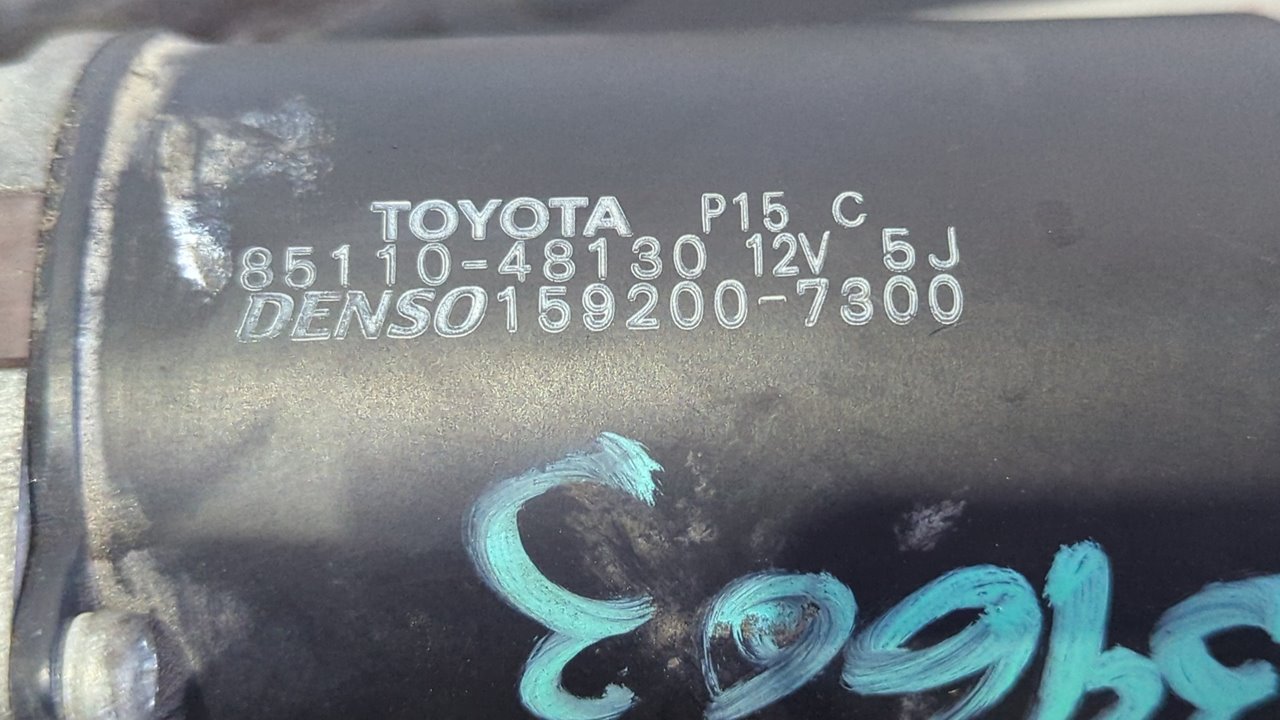 TOYOTA P15 C
85110-48130 12V 5J
DENSO 159200-7300